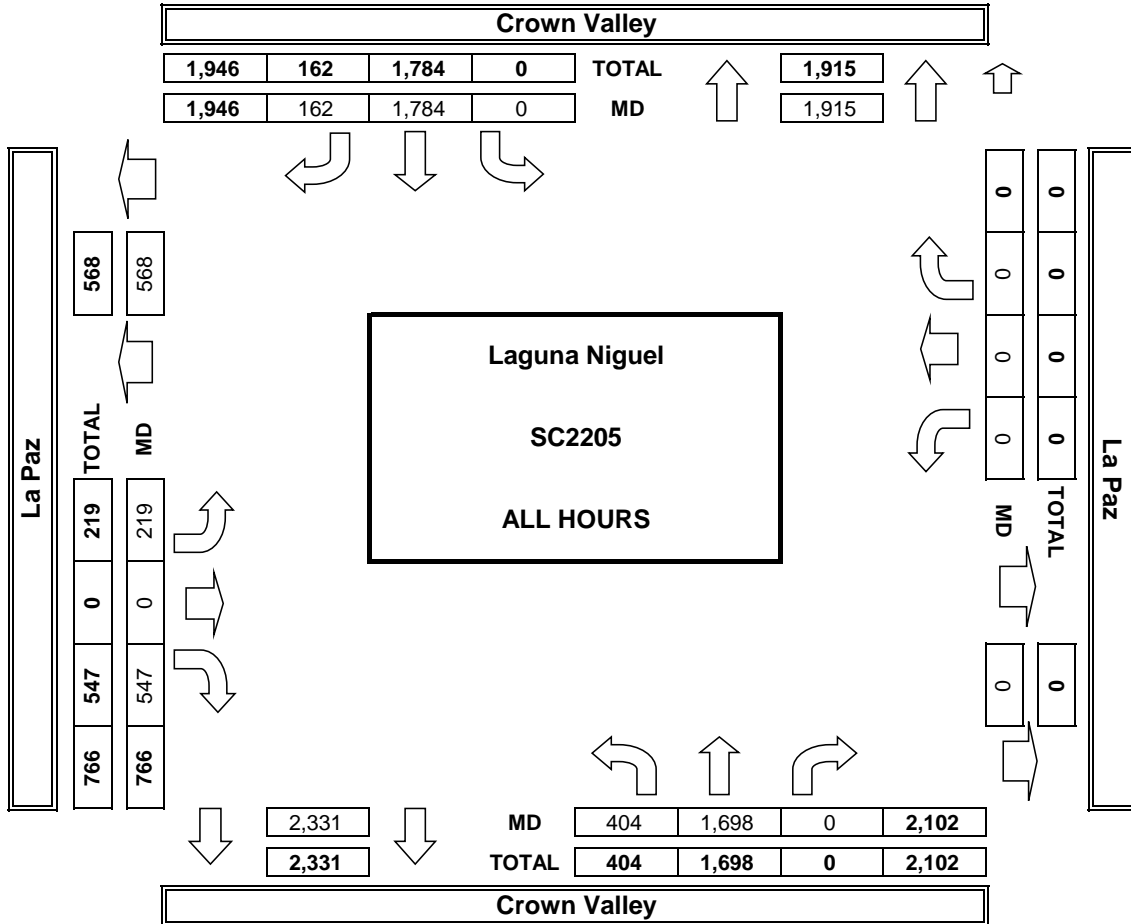 Crown Valley
1,946 162 1,784 0 TOTAL 1,915
1,946 162 1,784 0 MD 1,915
La Paz
568 568
TOTAL MD
219 219
0 0
547 547
766 766
Laguna Niguel
SC2205
ALL HOURS
0 0
0 0
0 0
0 0
MD TOTAL
0 0
La Paz
2,331 MD 404 1,698 0 2,102
2,331 TOTAL 404 1,698 0 2,102
Crown Valley